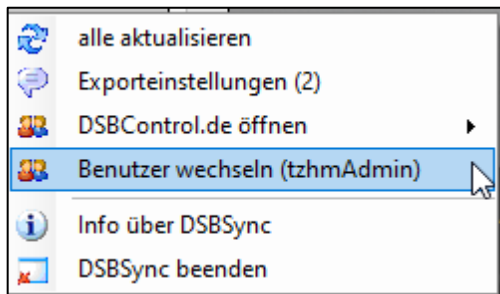 alle aktualisieren
Exporteinstellungen (2)
DSBControl.de öffnen
Benutzer wechseln (tzhmAdmin)
Info über DSBSync
DSBSync beenden